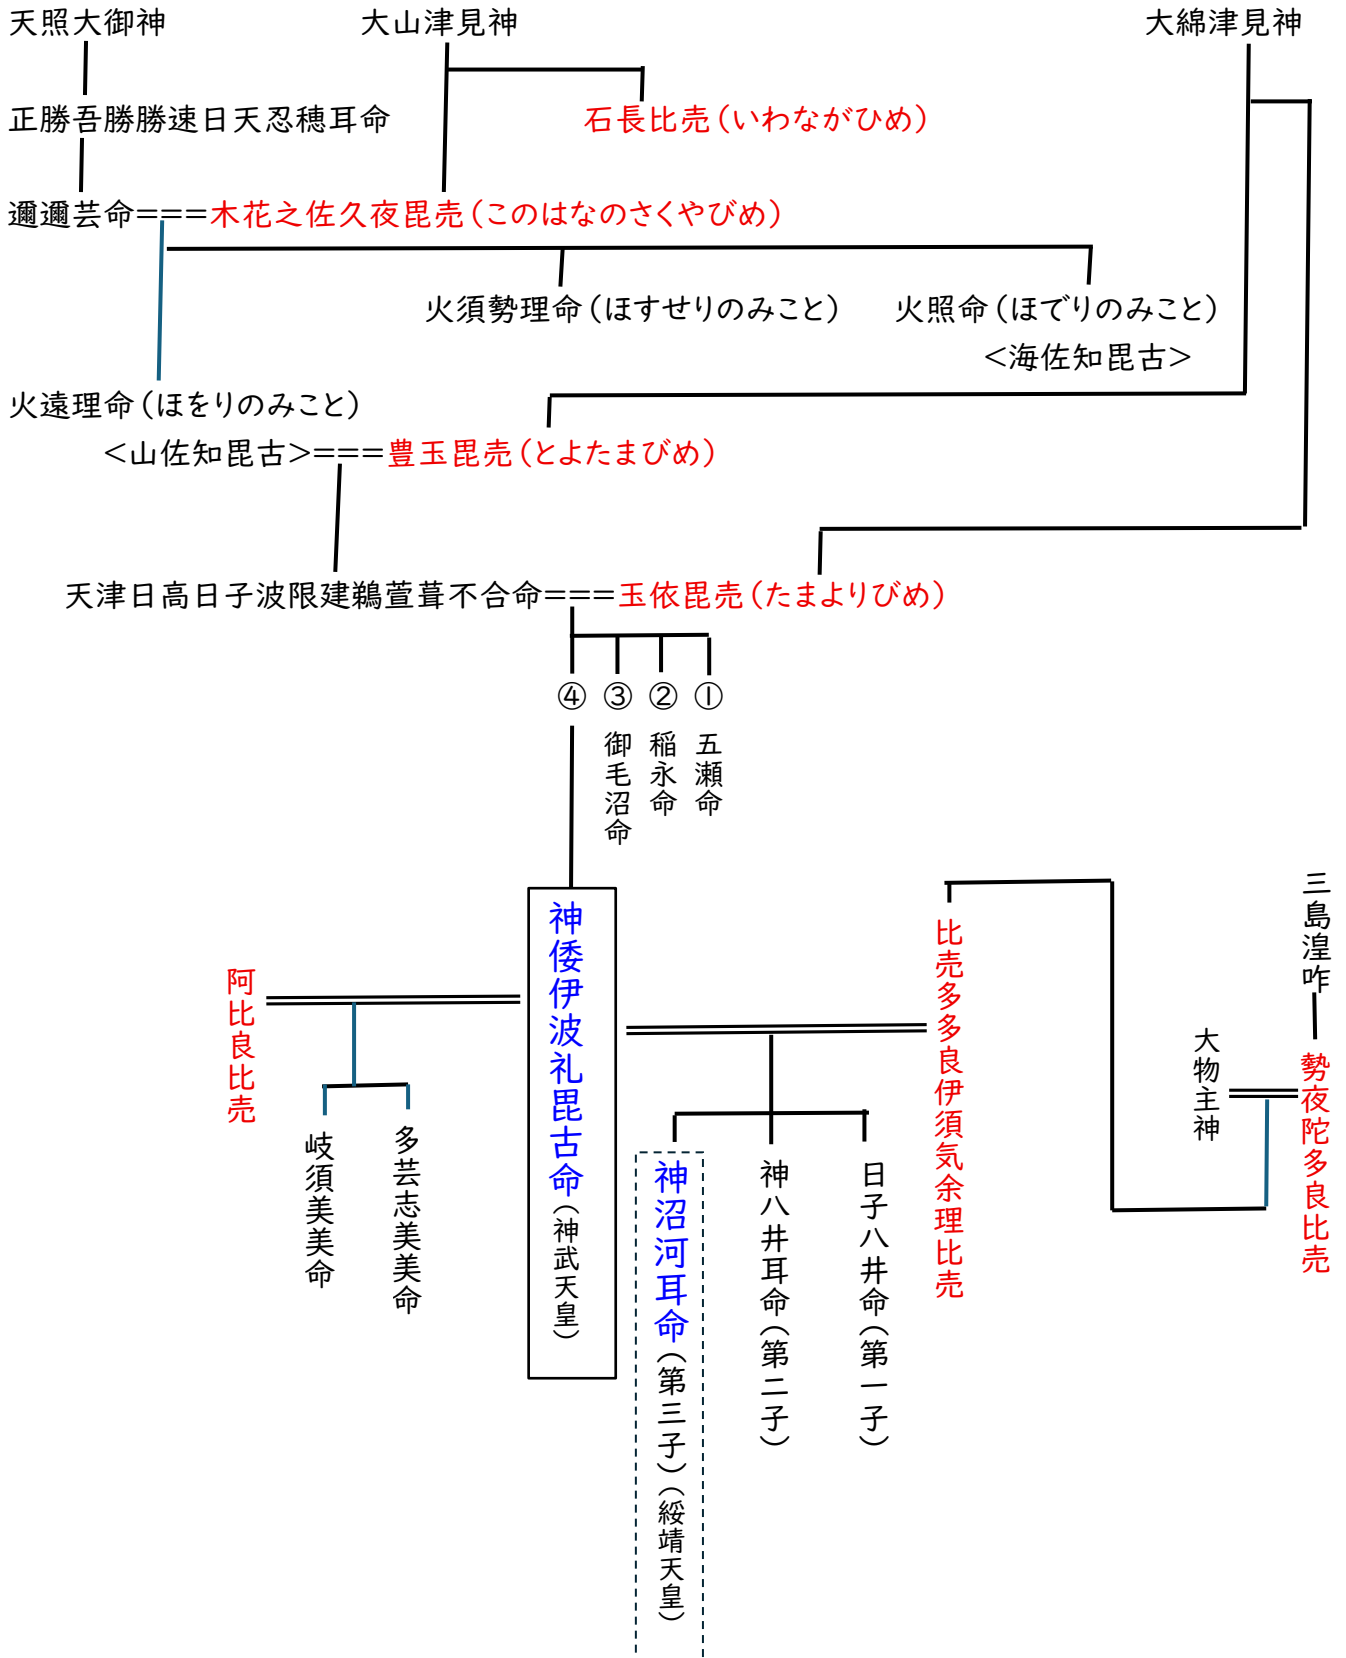 天照大御神
大山津見神
大綿津見神
正勝吾勝勝速日天忍穂耳命
石長比売（いわながひめ）
邇邇芸命===木花之佐久夜毘売（このはなのさくやびめ）
火須勢理命（ほすせりのみこと）
火照命（ほでりのみこと）
<海佐知毘古>
火遠理命（ほをりのみこと）
<山佐知毘古>===豊玉毘売（とよたまびめ）
天津日高日子波限建鵜萱葺不合命===玉依毘売（たまよりびめ）
④
③
②
①
五瀬命
稲永命
御毛沼命
三島湟咋
勢夜陀多良比売
大物主神
比売多多良伊須気余理比売
神倭伊波礼毘古命（神武天皇）
阿比良比売
日子八井命（第一子）
神八井耳命（第二子）
神沼河耳命（第三子）（綏靖天皇）
多芸志美美命
岐須美美命